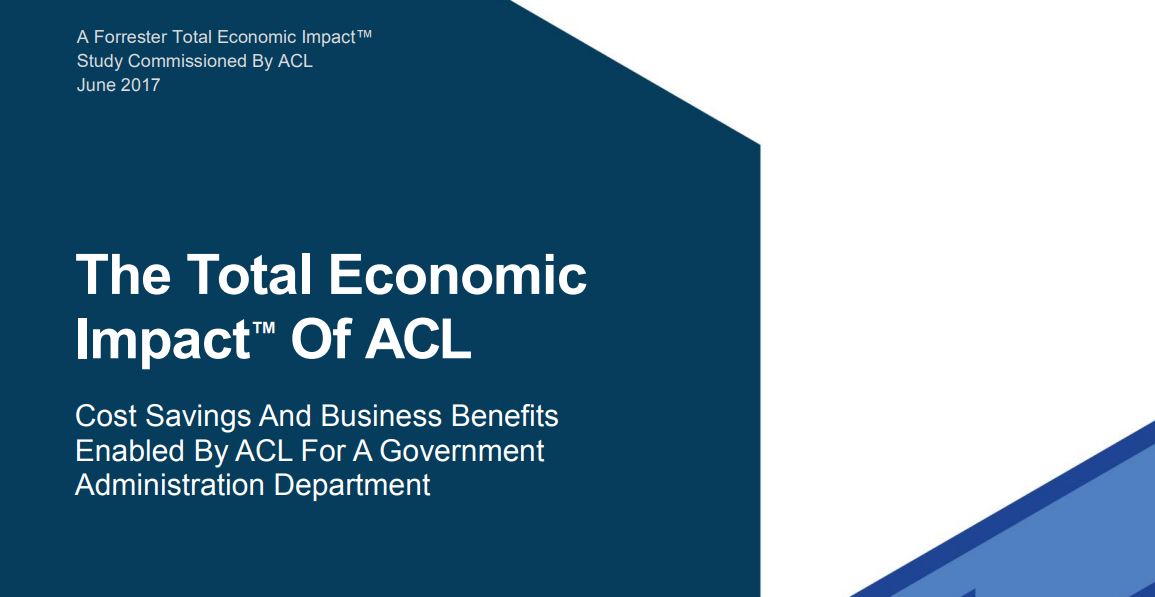 A Forrester Total Economic Impact™
Study Commissioned By ACL
June 2017
The Total Economic
Impact™ Of ACL
Cost Savings And Business Benefits
Enabled By ACL For A Government
Administration Department